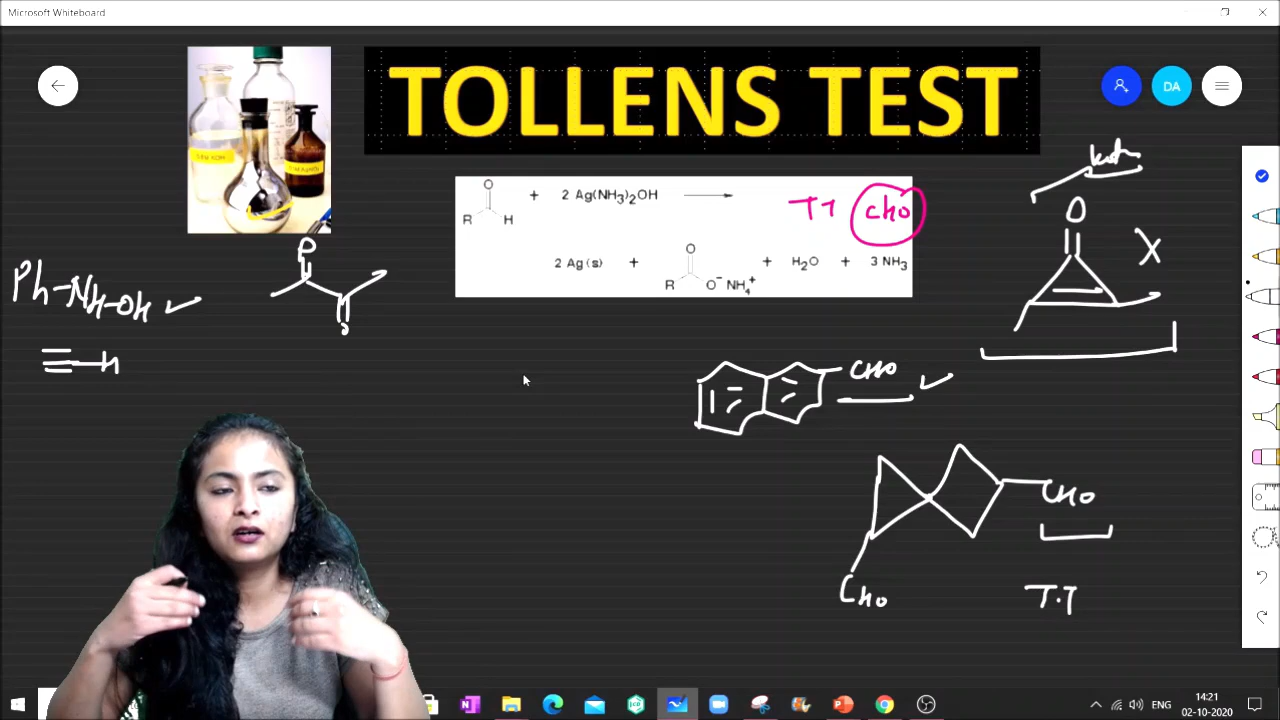 Microsoft Whiteboard
TOLLENS TEST
DA
O
R H
+ 2 Ag(NH₃)₂OH
TT CHO
2 Ag(s) + O R O⁻ NH₄⁺ + H₂O + 3 NH₃
O
X
Ph-NH-OH ✓
O
O
≡-H
CHO ✓
CHO
CHO
T.T
ENG
14:21
02-10-2020